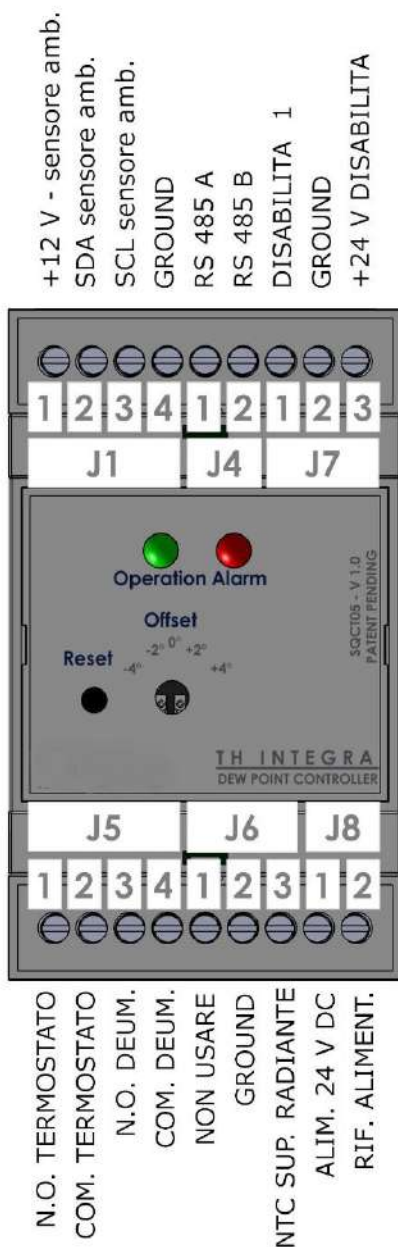 +12 V - sensore amb.
SDA sensore amb.
SCL sensore amb.
GROUND
RS 485 A
RS 485 B
DISABILITA 1
GROUND
+24 V DISABILITA
1 2 3 4 1 2 1 2 3
J1 J4 J7
Operation Alarm
Offset
-4° -2° 0° +2° +4°
Reset
SQCT05 - V 1.0
PATENT PENDING
TH INTEGRA
DEW POINT CONTROLLER
J5 J6 J8
1 2 3 4 1 2 3 1 2
N.O. TERMOSTATO
COM. TERMOSTATO
N.O. DEUM.
COM. DEUM.
NON USARE
GROUND
NTC SUP. RADIANTE
ALIM. 24 V DC
RIF. ALIMENT.